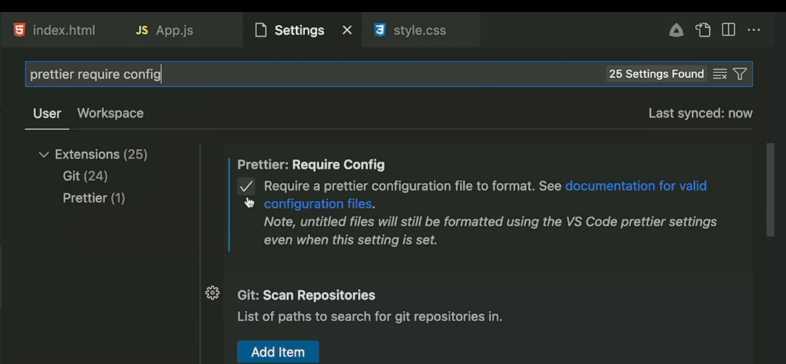 index.html
JS App.js
Settings
style.css
prettier require config
25 Settings Found
User
Workspace
Last synced: now
Extensions (25)
Git (24)
Prettier (1)
Prettier: Require Config
Require a prettier configuration file to format. See documentation for valid
configuration files.
Note, untitled files will still be formatted using the VS Code prettier settings
even when this setting is set.
Git: Scan Repositories
List of paths to search for git repositories in.
Add Item